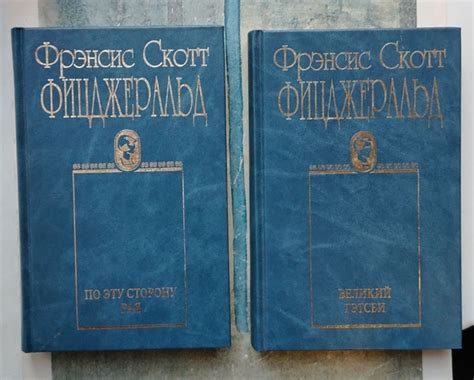 Фрэнсис Скотт
ФИЦДЖЕРАЛЬД
ПО ЭТУ СТОРОНУ
РАЯ
Фрэнсис Скотт
ФИЦДЖЕРАЛЬД
ВЕЛИКИЙ
ГЭТСБИ